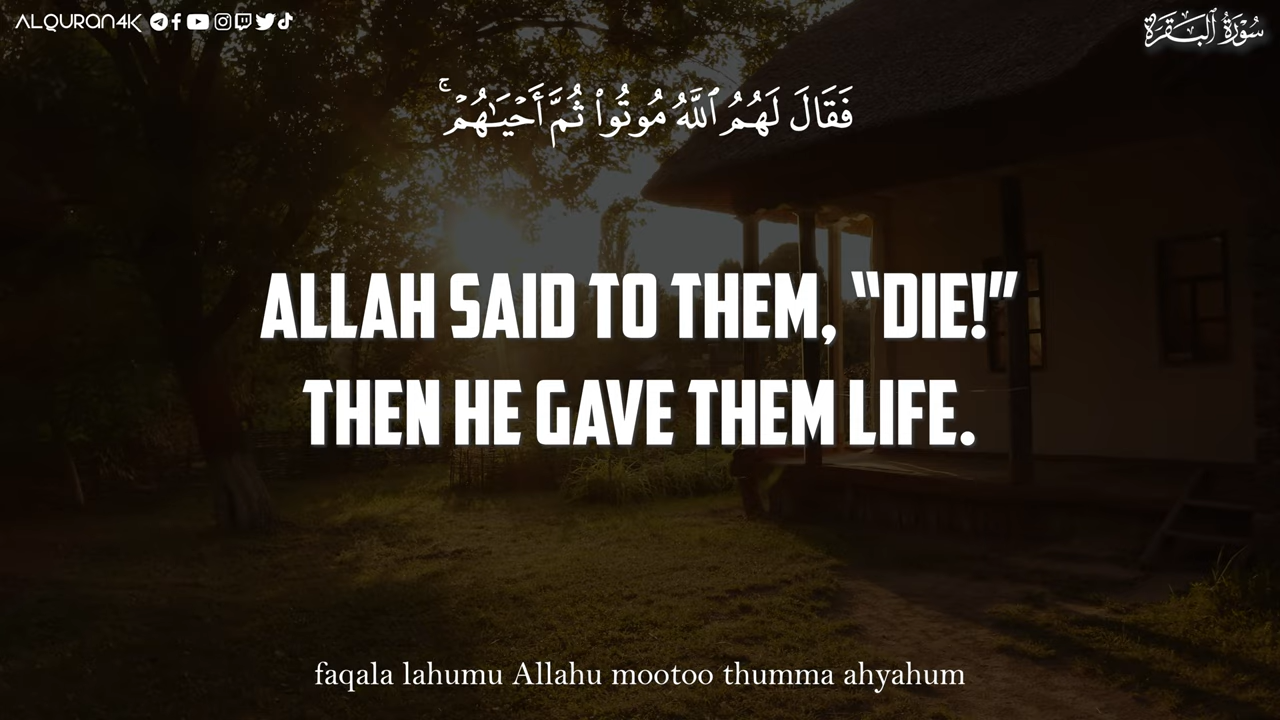 ALQURAN4K
سُورَةُ ٱلْبَقَرَةِ
فَقَالَ لَهُمُ ٱللَّهُ مُوتُوا۟ ثُمَّ أَحْيَـٰهُمْ ۚ
ALLAH SAID TO THEM, “DIE!”
THEN HE GAVE THEM LIFE.
faqala lahumu Allahu mootoo thumma ahyahum